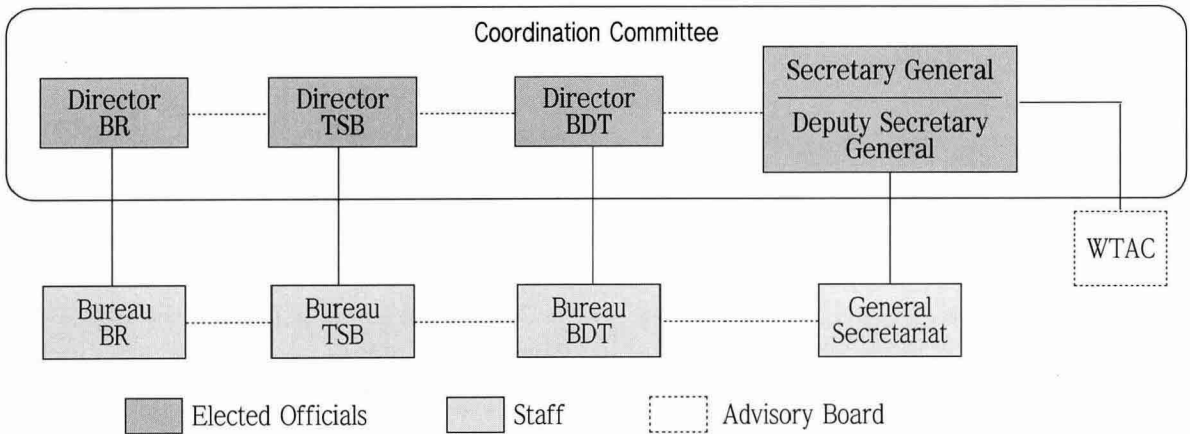 Coordination Committee
Director
BR
Director
TSB
Director
BDT
Secretary General
Deputy Secretary
General
WTAC
Bureau
BR
Bureau
TSB
Bureau
BDT
General
Secretariat
Elected Officials
Staff
Advisory Board